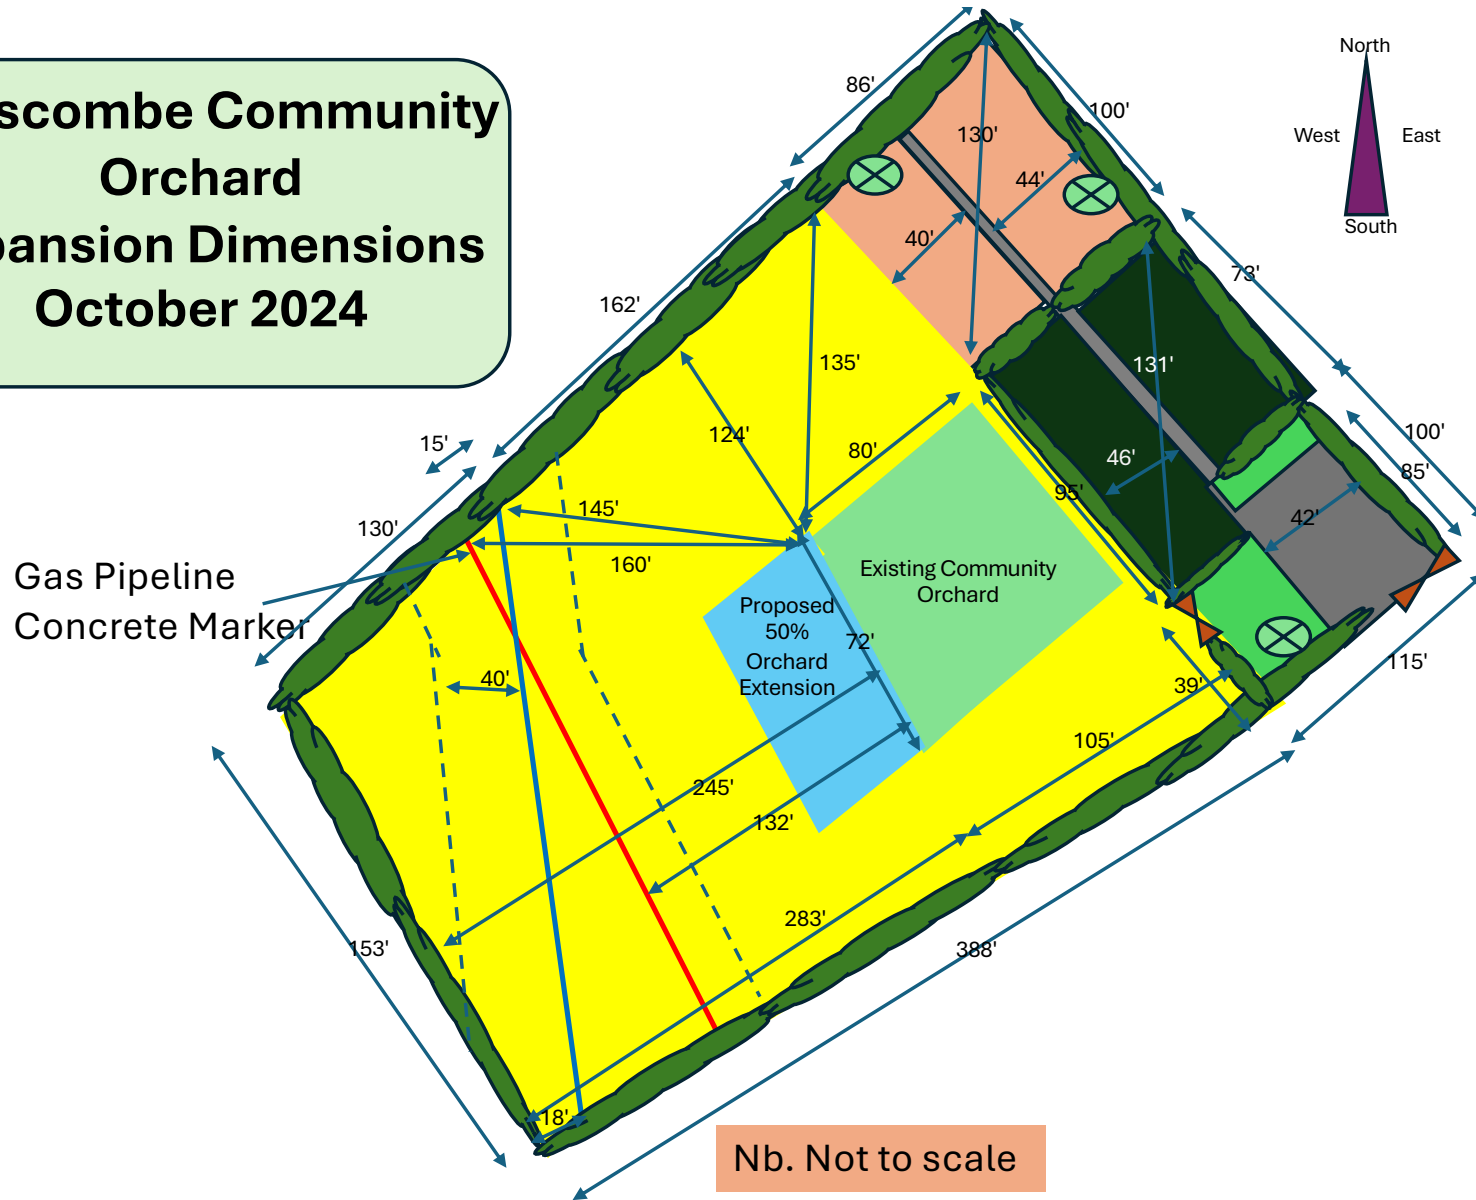 scombe Community
Orchard
pansion Dimensions
October 2024
North
West
East
South
86'
100'
130'
44'
40'
73'
162'
135'
131'
124'
15'
80'
46'
100'
85'
95'
145'
42'
130'
160'
Existing Community
Orchard
Gas Pipeline
Concrete Marker
Proposed
50%
Orchard
Extension
72'
115'
40'
39'
105'
245'
132'
283'
153'
388'
18'
Nb. Not to scale